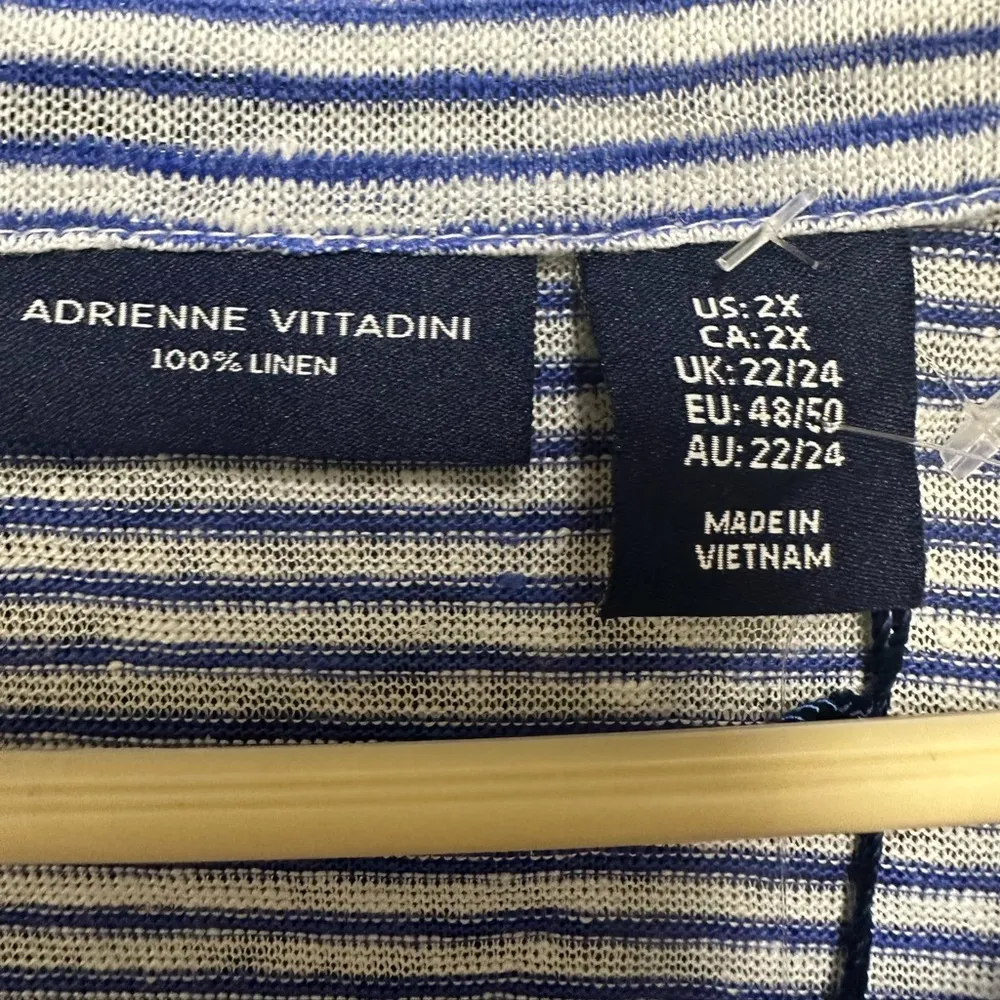 ADRIENNE VITTADINI
100% LINEN
US: 2X
CA: 2X
UK: 22/24
EU: 48/50
AU: 22/24
MADE IN
VIETNAM